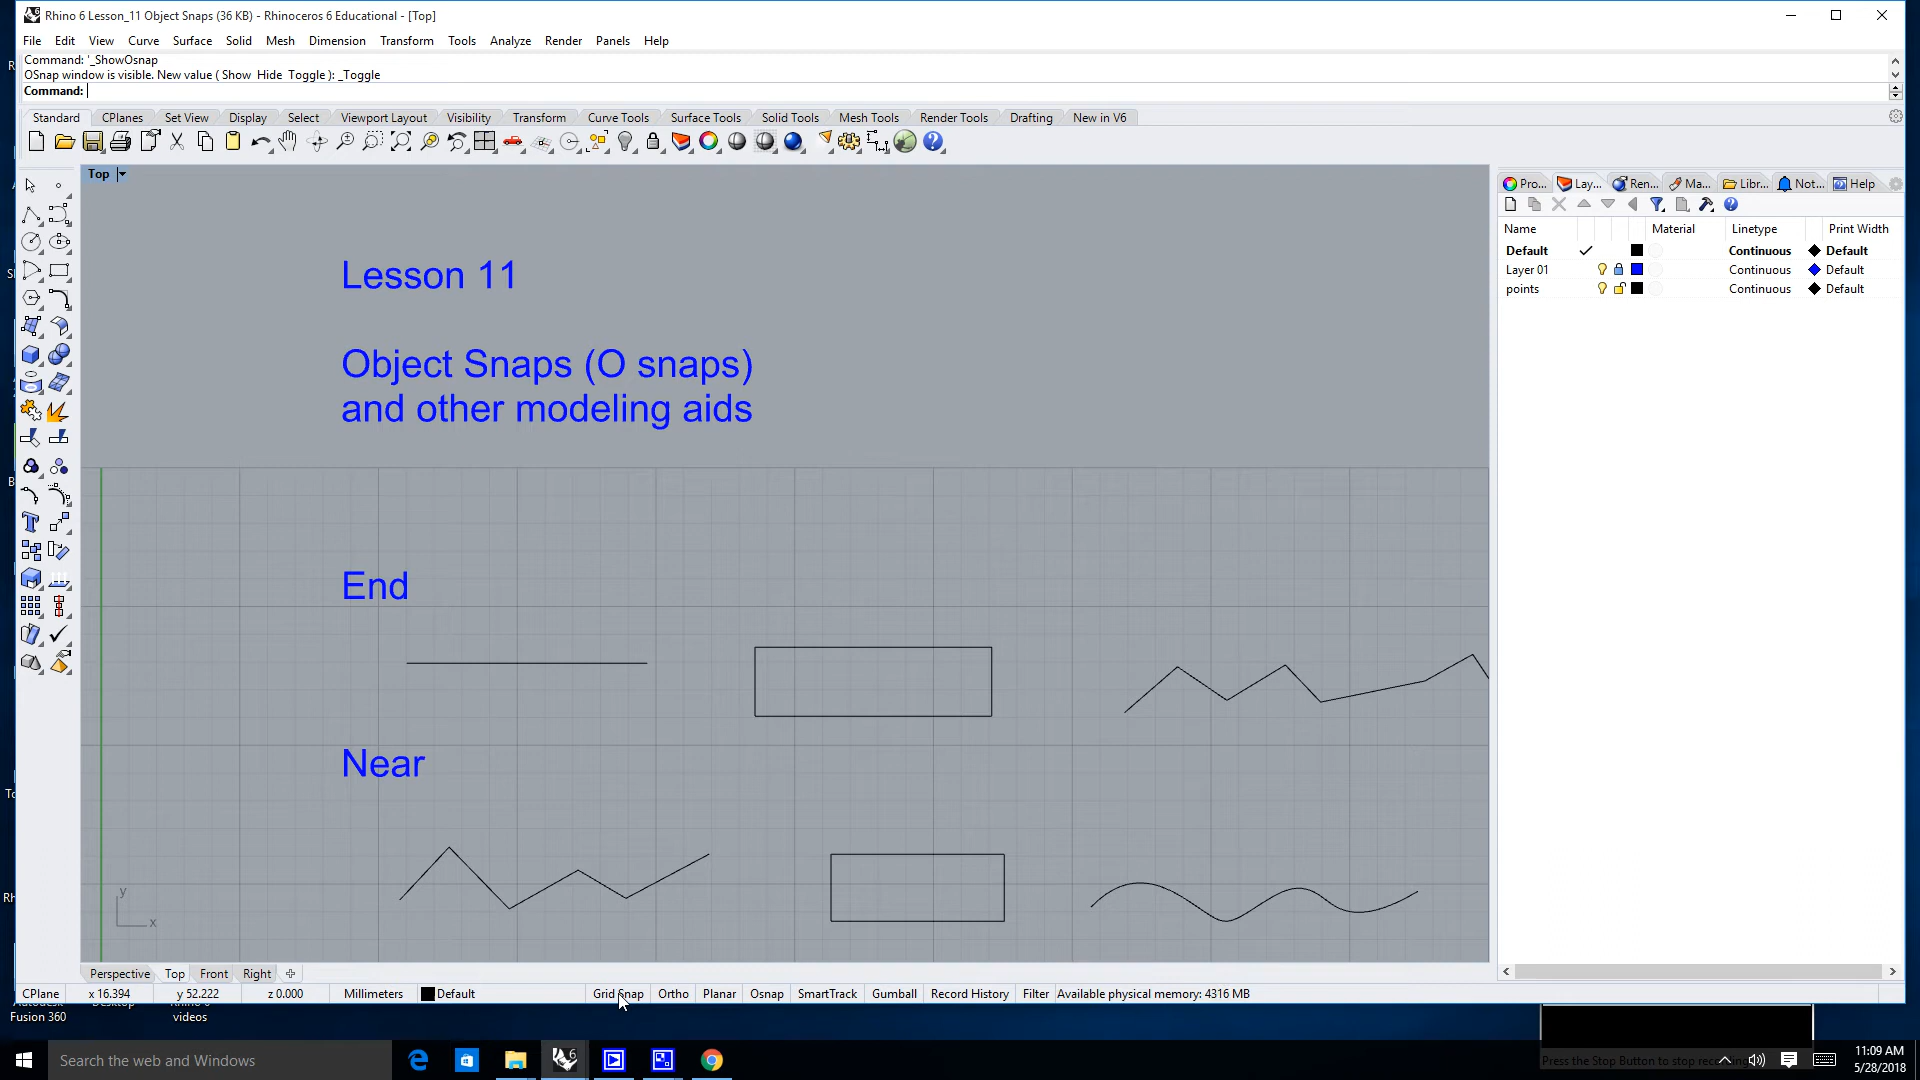 Rhino 6 Lesson_11 Object Snaps (36 KB) - Rhinoceros 6 Educational - [Top]
File Edit View Curve Surface Solid Mesh Dimension Transform Tools Analyze Render Panels Help
Command: '_ShowOsnap
OSnap window is visible. New value ( Show Hide Toggle ): _Toggle
Command:
Standard CPlanes Set View Display Select Viewport Layout Visibility Transform Curve Tools Surface Tools Solid Tools Mesh Tools Render Tools Drafting New in V6
Top
Pro... Lay... Ren... Ma... Libr... Not... Help
Name Material Linetype Print Width
Default Continuous Default
Layer 01 Continuous Default
points Continuous Default
Lesson 11
Object Snaps (O snaps)
and other modeling aids
End
Near
y
x
Perspective Top Front Right
CPlane x 16.394 y 52.222 z 0.000 Millimeters Default Grid Snap Ortho Planar Osnap SmartTrack Gumball Record History Filter Available physical memory: 4316 MB
Fusion 360 videos
Search the web and Windows
Press the Stop Button to stop
11:09 AM
5/28/2018